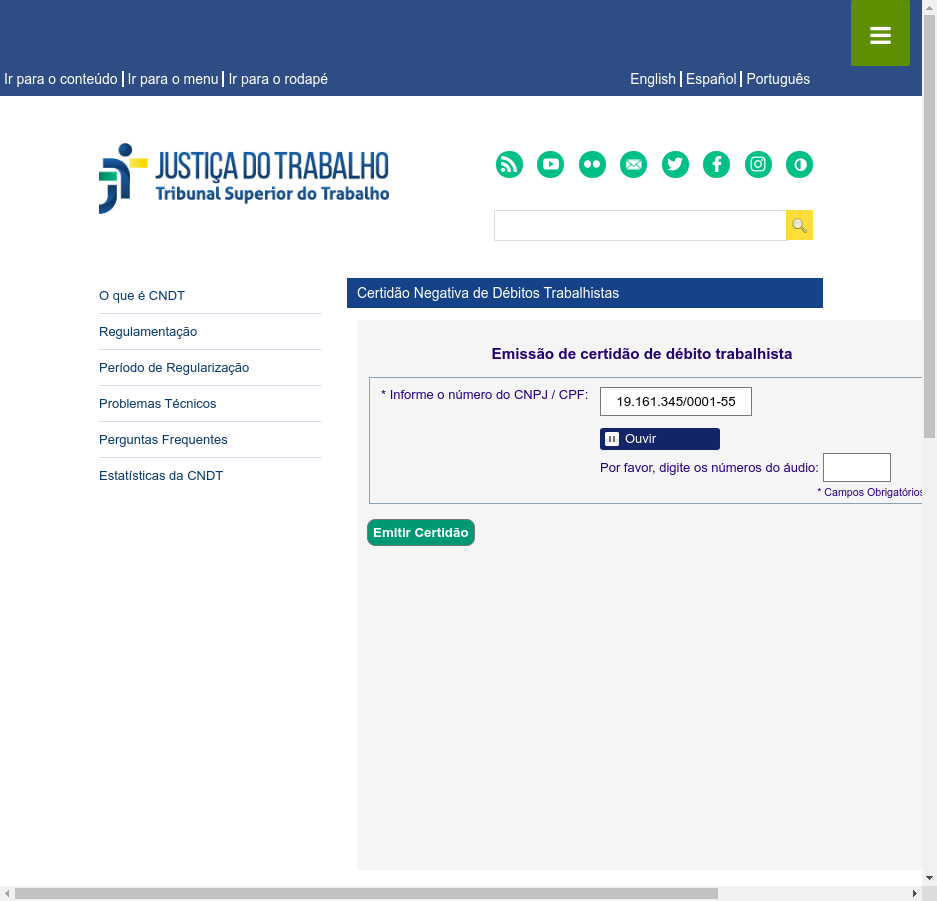 Ir para o conteúdo Ir para o menu Ir para o rodapé English Español Português
JUSTIÇA DO TRABALHO
Tribunal Superior do Trabalho
O que é CNDT
Regulamentação
Período de Regularização
Problemas Técnicos
Perguntas Frequentes
Estatísticas da CNDT
Certidão Negativa de Débitos Trabalhistas
Emissão de certidão de débito trabalhista
* Informe o número do CNPJ / CPF: 19.161.345/0001-55
Ouvir
Por favor, digite os números do áudio:
* Campos Obrigatórios
Emitir Certidão